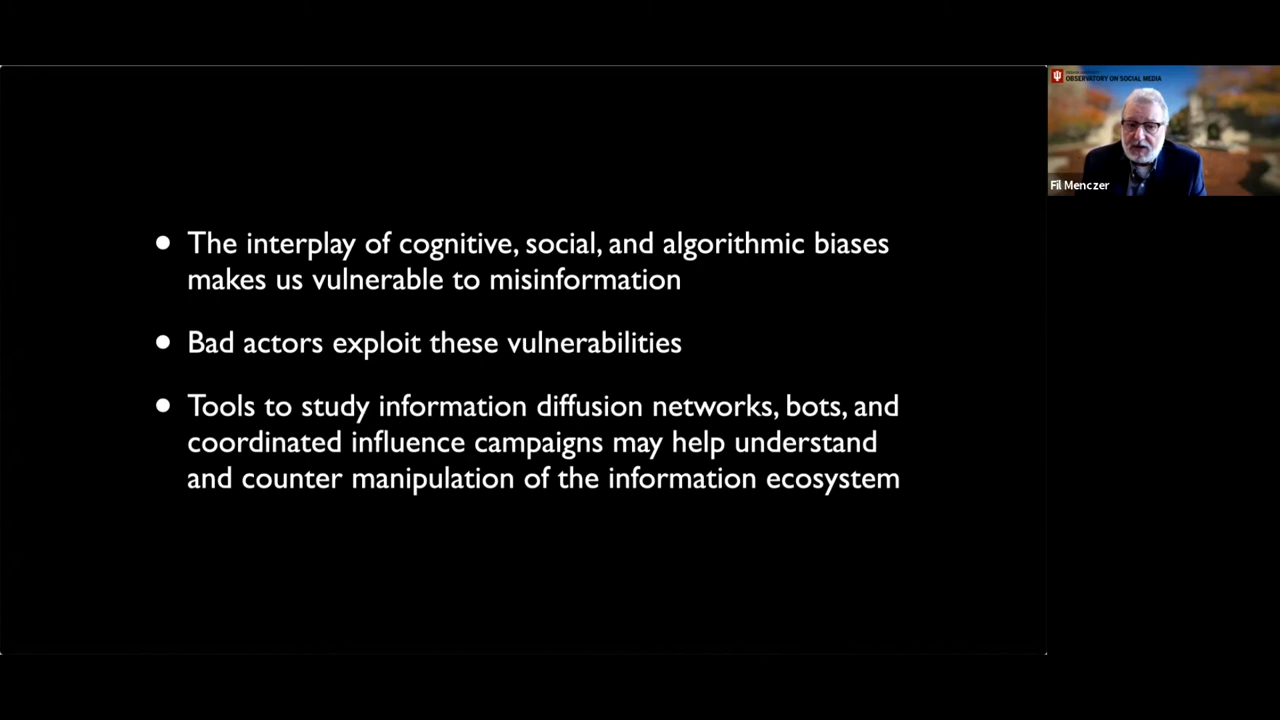 The interplay of cognitive, social, and algorithmic biases
makes us vulnerable to misinformation
Bad actors exploit these vulnerabilities
Tools to study information diffusion networks, bots, and
coordinated influence campaigns may help understand
and counter manipulation of the information ecosystem
OBSERVATORY ON SOCIAL MEDIA
Fil Menczer